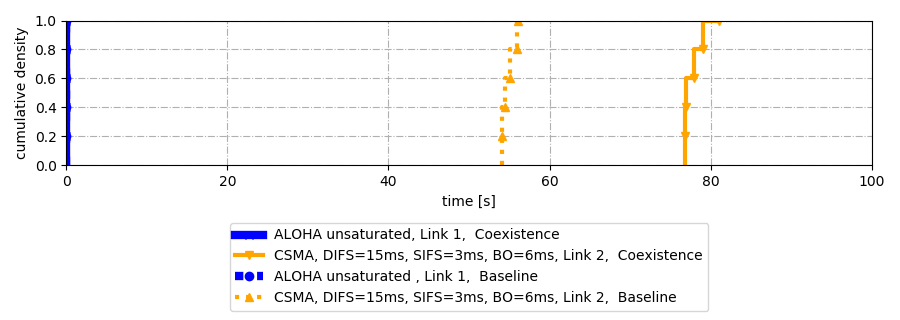 1.0
0.8
0.6
0.4
0.2
0.0
cumulative density
0 20 40 60 80 100
time [s]
ALOHA unsaturated, Link 1,  Coexistence
CSMA, DIFS=15ms, SIFS=3ms, BO=6ms, Link 2,  Coexistence
ALOHA unsaturated , Link 1,  Baseline
CSMA, DIFS=15ms, SIFS=3ms, BO=6ms, Link 2,  Baseline